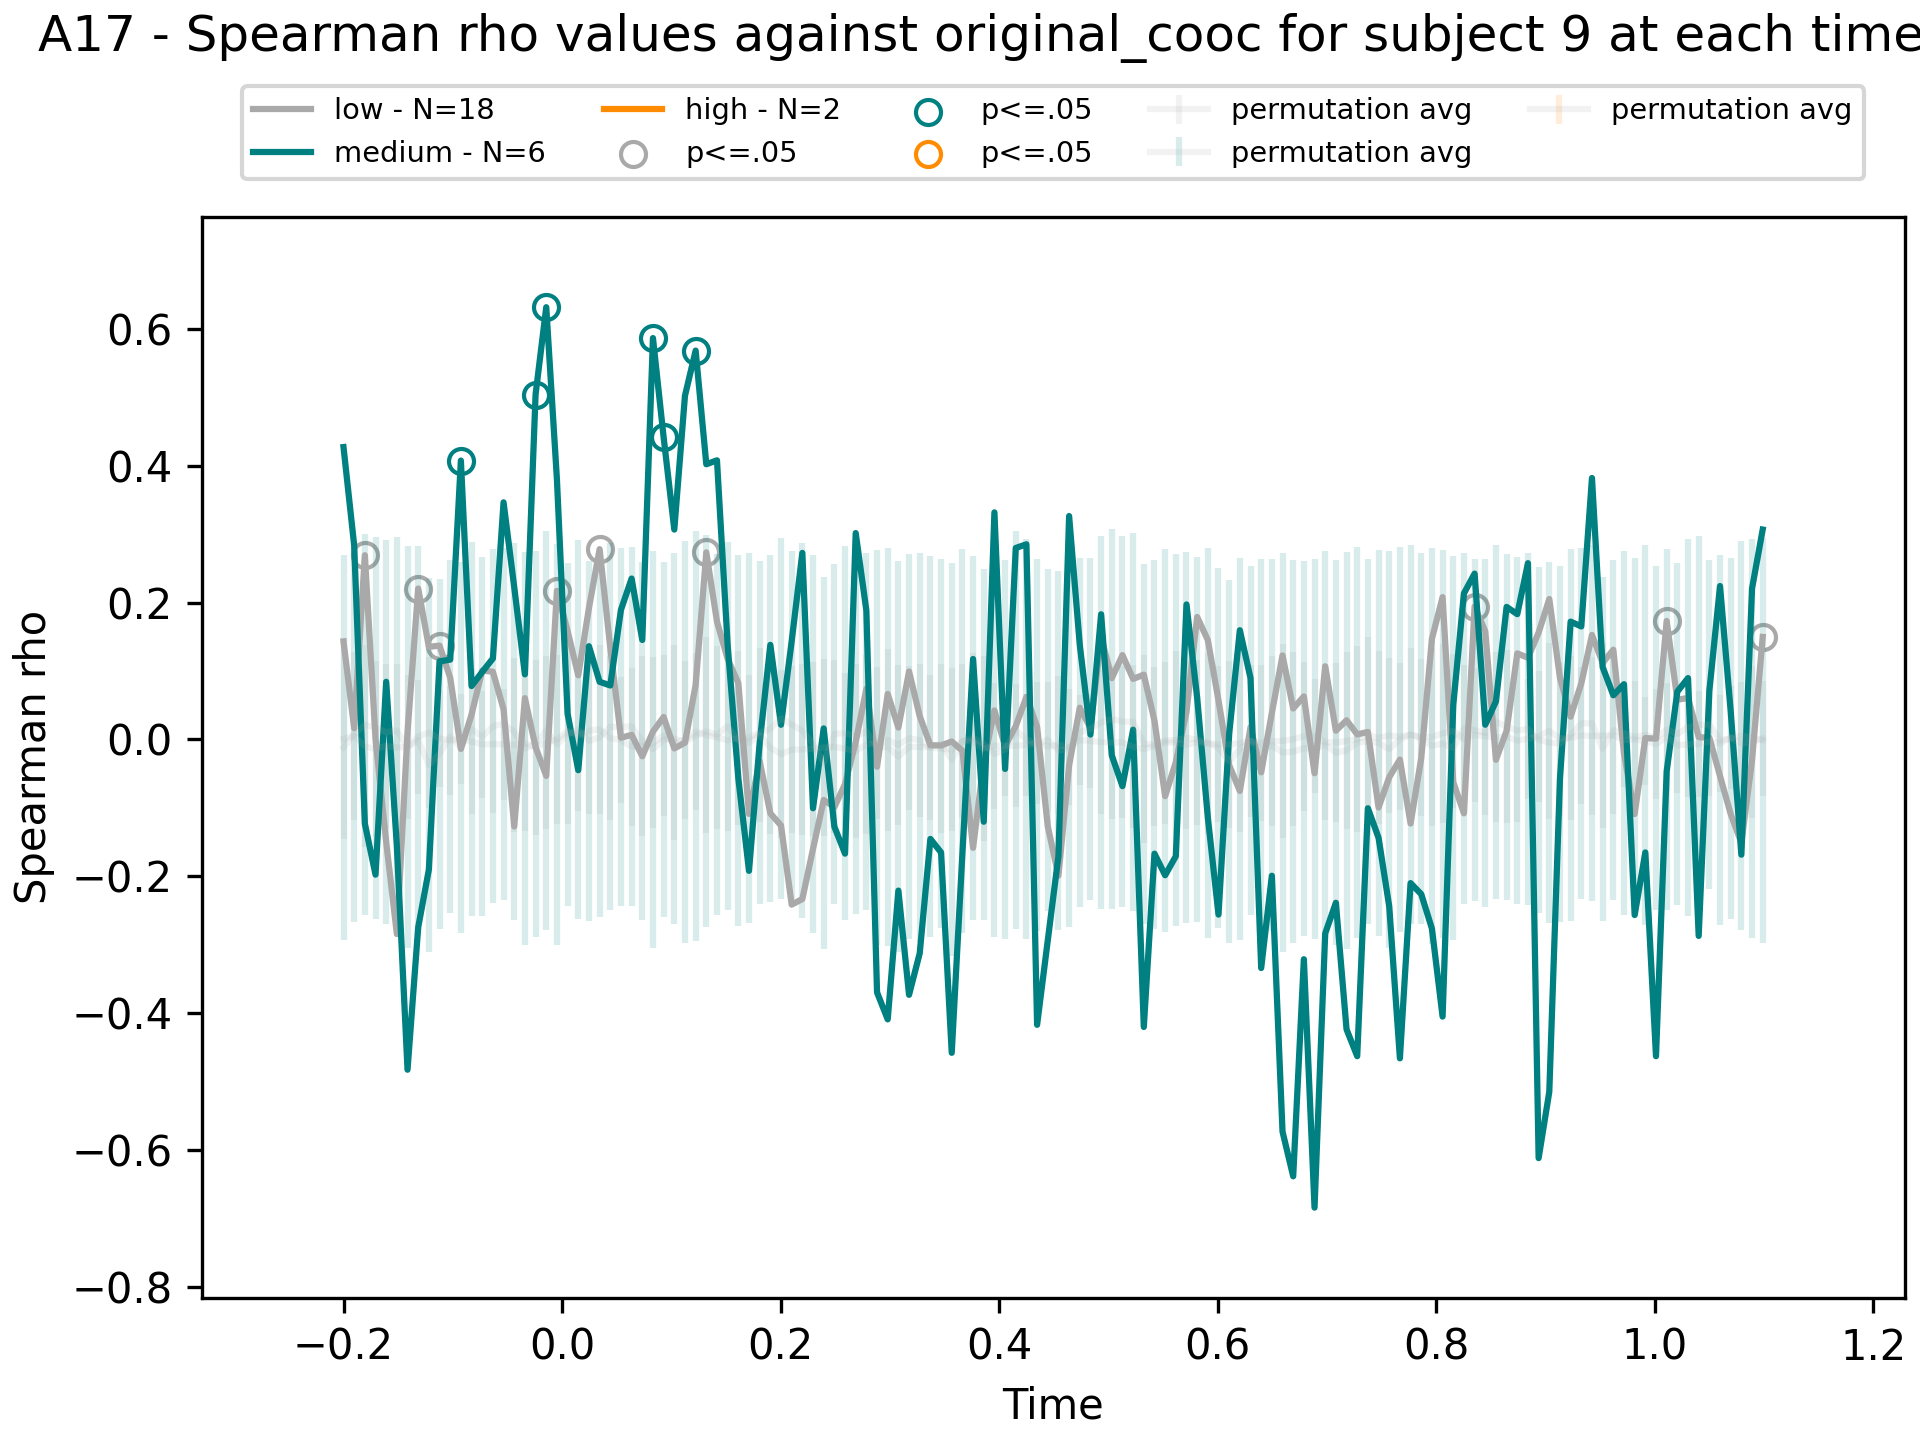 A17 - Spearman rho values against original_cooc for subject 9 at each time
low - N=18
high - N=2
p<=.05
permutation avg
permutation avg
medium - N=6
p<=.05
p<=.05
permutation avg
0.6
0.4
0.2
0.0
−0.2
−0.4
−0.6
−0.8
Spearman rho
−0.2
0.0
0.2
0.4
0.6
0.8
1.0
1.2
Time